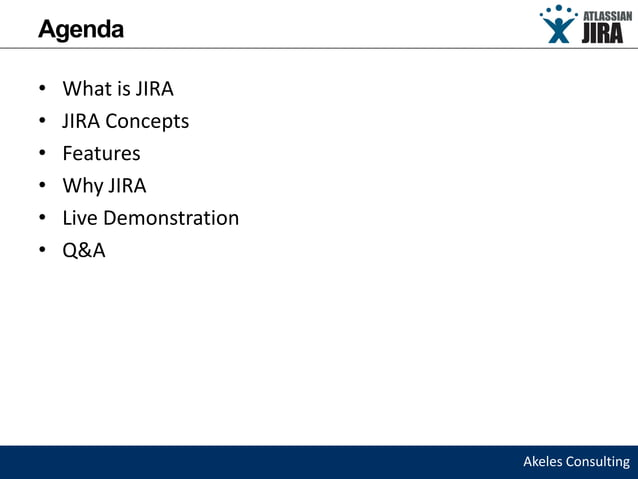 Agenda
ATLASSIAN
JIRA
• What is JIRA
• JIRA Concepts
• Features
• Why JIRA
• Live Demonstration
• Q&A
Akeles Consulting